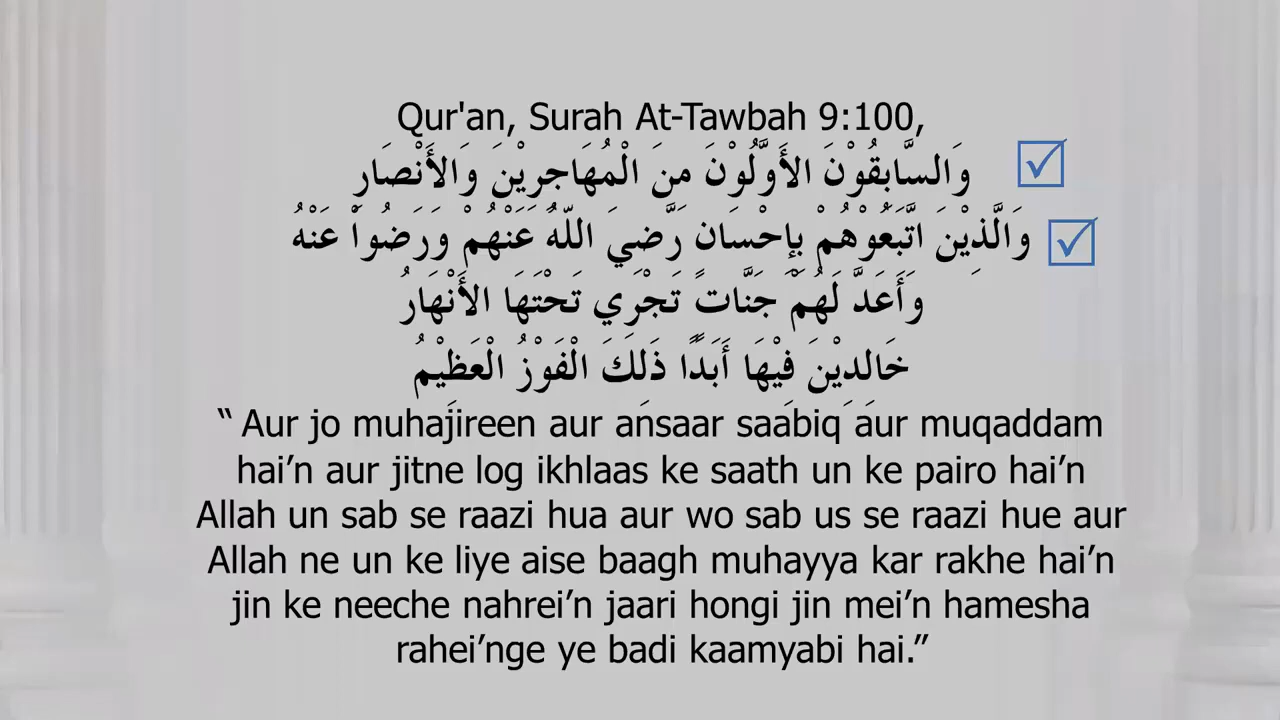 Qur'an, Surah At-Tawbah 9:100,
وَالسَّابِقُوْنَ الأَوَّلُوْنَ مِنَ الْمُهَاجِرِيْنَ وَالأَنْصَارِ
وَالَّذِيْنَ اتَّبَعُوْهُمْ بِإِحْسَانٍ رَّضِيَ اللّهُ عَنْهُمْ وَرَضُواْ عَنْهُ
وَأَعَدَّ لَهُمْ جَنَّاتٍ تَجْرِي تَحْتَهَا الأَنْهَارُ
خَالِدِيْنَ فِيْهَا أَبَدًا ذَلِكَ الْفَوْزُ الْعَظِيْمُ
“ Aur jo muhajireen aur ansaar saabiq aur muqaddam
hai’n aur jitne log ikhlaas ke saath un ke pairo hai’n
Allah un sab se raazi hua aur wo sab us se raazi hue aur
Allah ne un ke liye aise baagh muhayya kar rakhe hai’n
jin ke neeche nahrei’n jaari hongi jin mei’n hamesha
rahei’nge ye badi kaamyabi hai.”